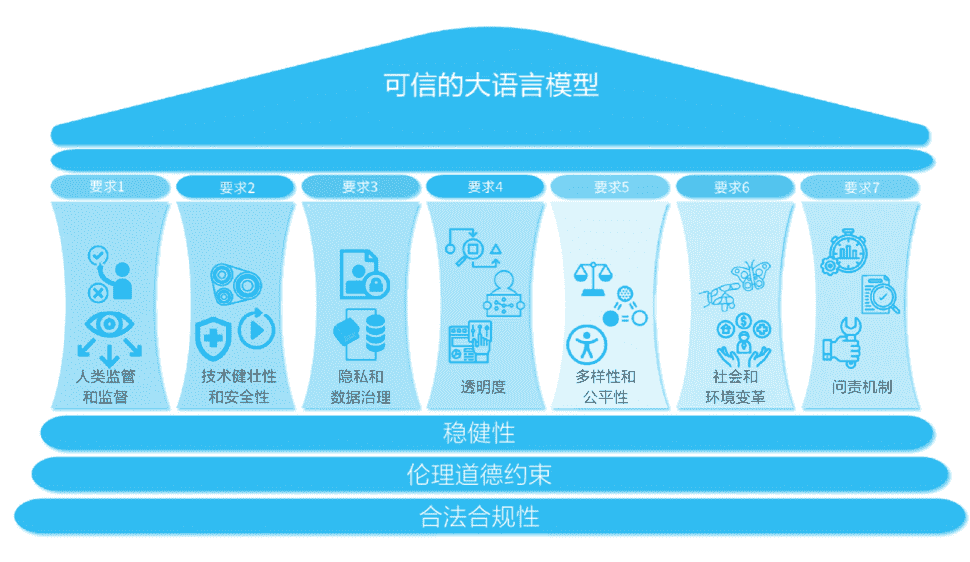 可信的大语言模型
要求1
要求2
要求3
要求4
要求5
要求6
要求7
人类监管
和监督
技术健壮性
和安全性
隐私和
数据治理
透明度
多样性和
公平性
社会和
环境变革
问责机制
稳健性
伦理道德约束
合法合规性